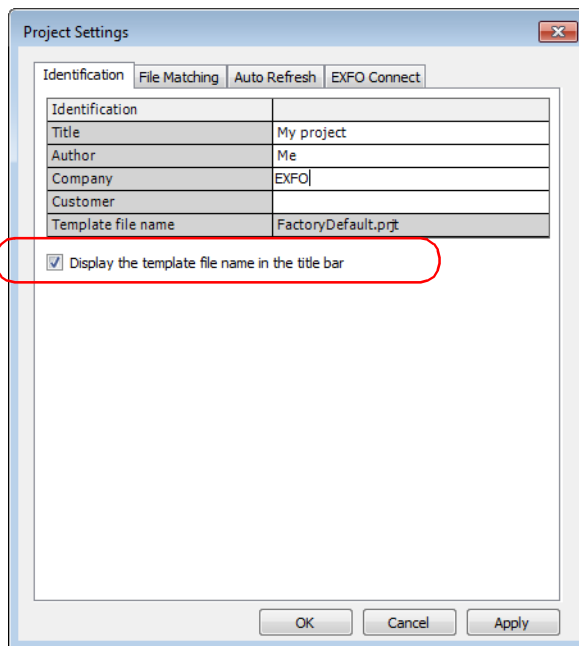 Project Settings
Identification File Matching Auto Refresh EXFO Connect
Identification
Title My project
Author Me
Company EXFO
Customer
Template file name FactoryDefault.prjt
Display the template file name in the title bar
OK Cancel Apply